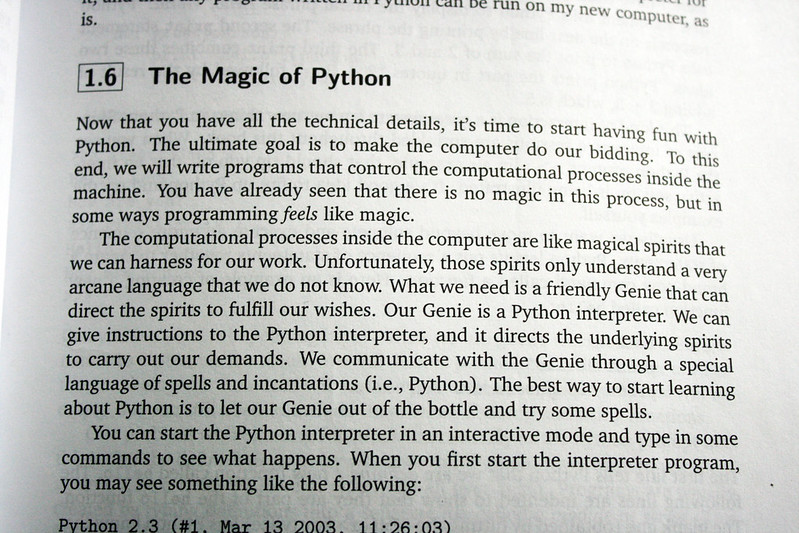 it, and then any program written in Python can be run on my new computer, as
is.
1.6 The Magic of Python
Now that you have all the technical details, it's time to start having fun with
Python. The ultimate goal is to make the computer do our bidding. To this
end, we will write programs that control the computational processes inside the
machine. You have already seen that there is no magic in this process, but in
some ways programming feels like magic.
The computational processes inside the computer are like magical spirits that
we can harness for our work. Unfortunately, those spirits only understand a very
arcane language that we do not know. What we need is a friendly Genie that can
direct the spirits to fulfill our wishes. Our Genie is a Python interpreter. We can
give instructions to the Python interpreter, and it directs the underlying spirits
to carry out our demands. We communicate with the Genie through a special
language of spells and incantations (i.e., Python). The best way to start learning
about Python is to let our Genie out of the bottle and try some spells.
You can start the Python interpreter in an interactive mode and type in some
commands to see what happens. When you first start the interpreter program,
you may see something like the following:
Python 2.3 (#1, Mar 13 2003, 11:26:03)